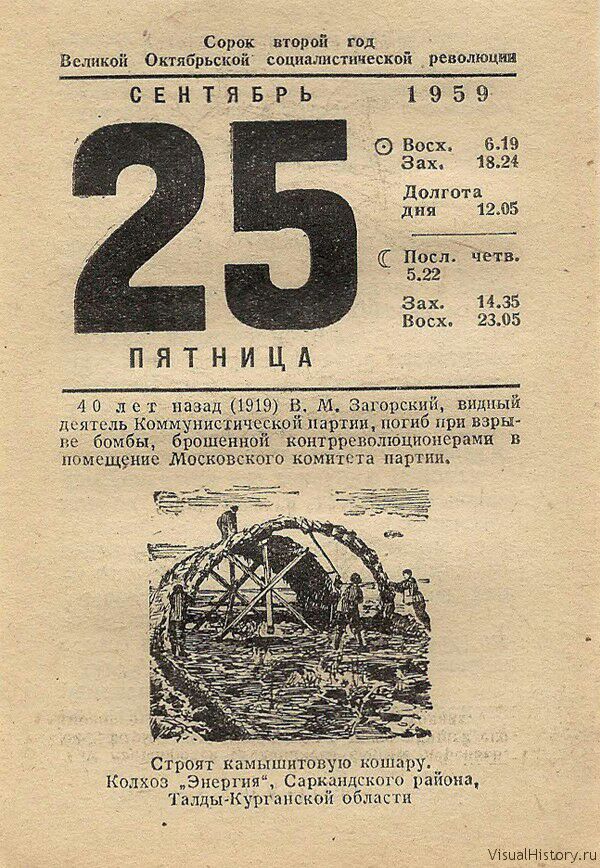 Сорок второй год
Великой Октябрьской социалистической революции
СЕНТЯБРЬ 1959
25
Восх. 6.19
Зах. 18.24
Долгота
дня 12.05
Посл. четв.
5.22
Зах. 14.35
Восх. 23.05
ПЯТНИЦА
40 лет назад (1919) В. М. Загорский, видный
деятель Коммунистической партии, погиб при взры-
ве бомбы, брошенной контрреволюционерами в
помещение Московского комитета партии.
Строят камышитовую кошару.
Колхоз „Энергия“, Саркандского района,
Талды-Курганской области
VisualHistory.ru